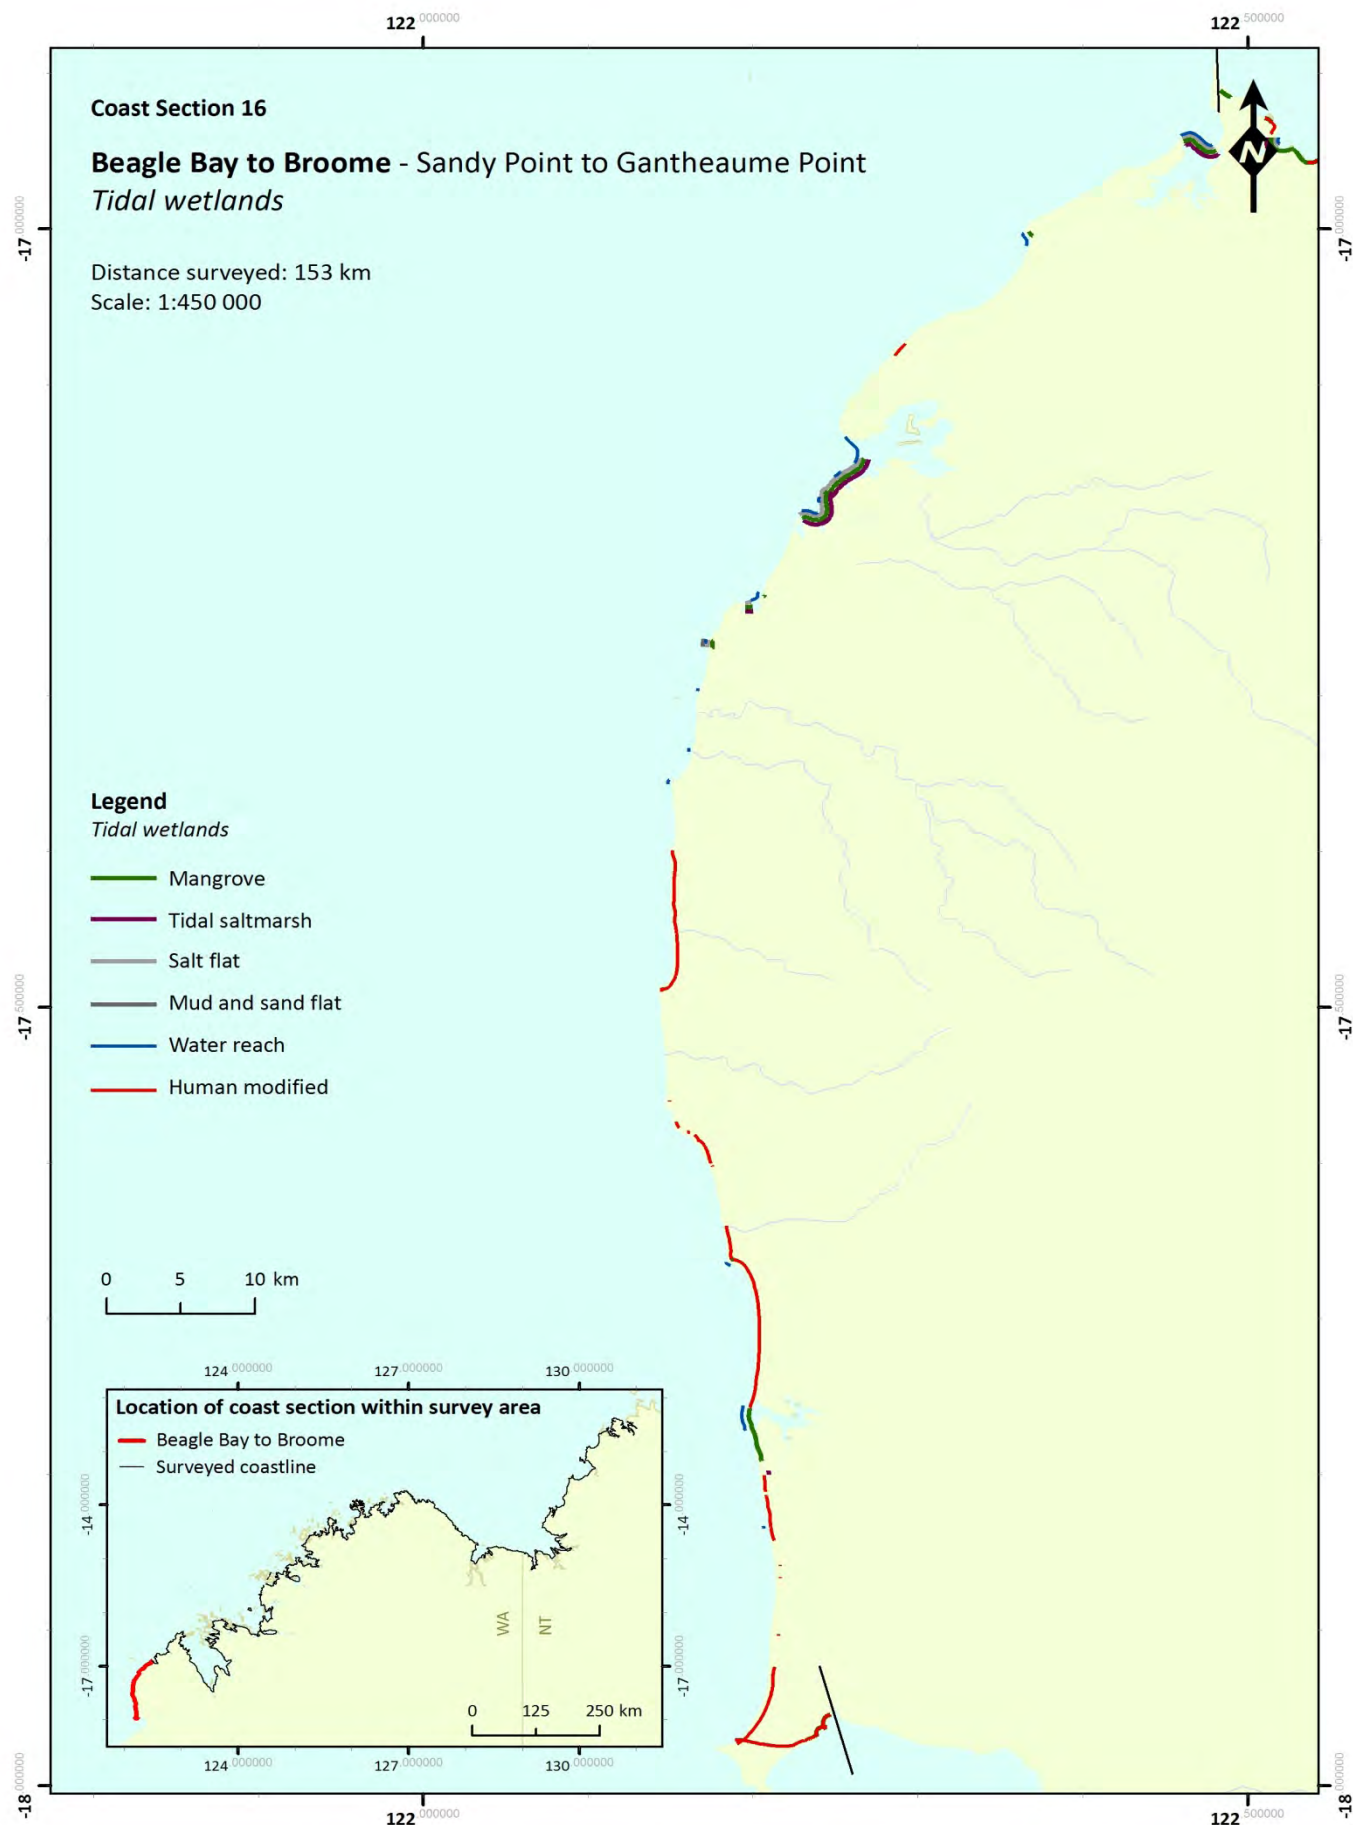 122.000000
122.500000
Coast Section 16
Beagle Bay to Broome - Sandy Point to Gantheaume Point
Tidal wetlands
N
-17.000000
-17.000000
Distance surveyed: 153 km
Scale: 1:450 000
Legend
Tidal wetlands
Mangrove
Tidal saltmarsh
Salt flat
-17.500000
-17.500000
Mud and sand flat
Water reach
Human modified
0 5 10 km
124.000000
127.000000
130.000000
Location of coast section within survey area
Beagle Bay to Broome
Surveyed coastline
-14.000000
-14.000000
WA
NT
-17.000000
-17.000000
0 125 250 km
124.000000
127.000000
130.000000
-18.000000
-18.000000
122.000000
122.500000